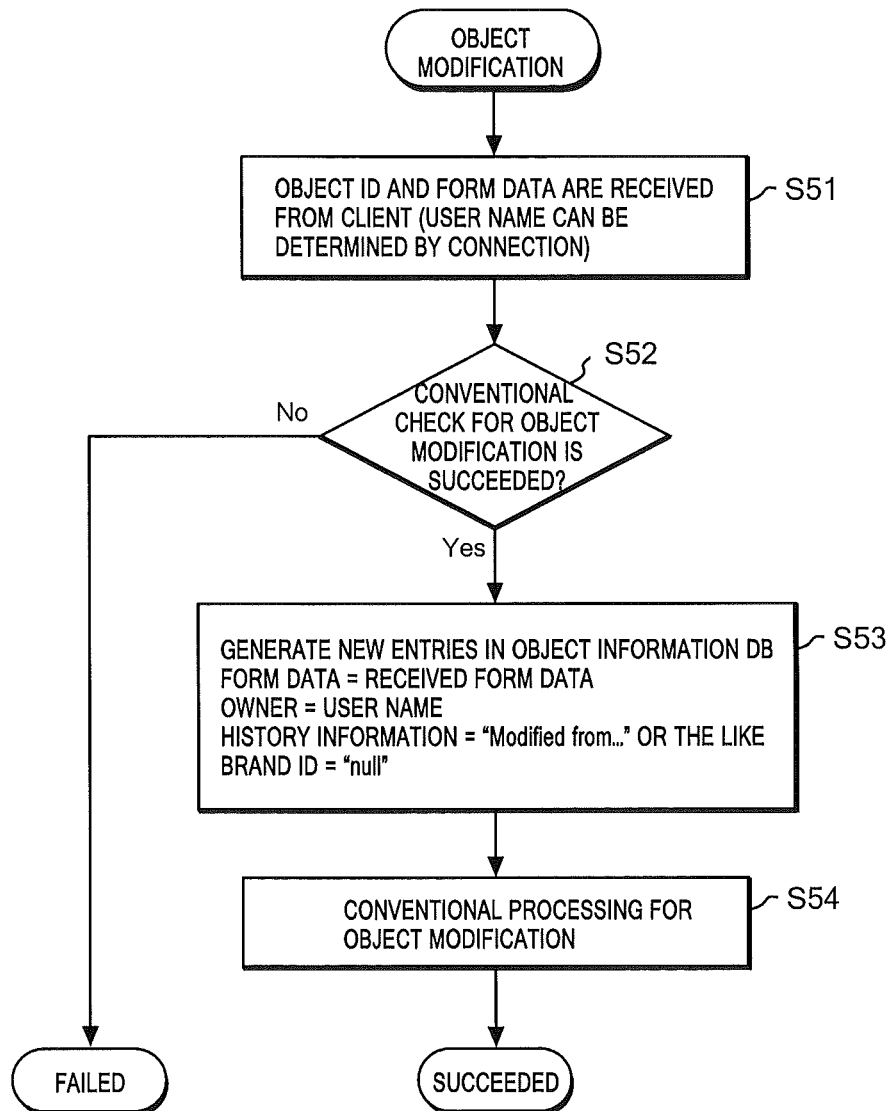 OBJECT
MODIFICATION
OBJECT ID AND FORM DATA ARE RECEIVED
FROM CLIENT (USER NAME CAN BE
DETERMINED BY CONNECTION)
S51
S52
CONVENTIONAL
CHECK FOR OBJECT
MODIFICATION IS
SUCCEEDED?
No
Yes
GENERATE NEW ENTRIES IN OBJECT INFORMATION DB
FORM DATA = RECEIVED FORM DATA
OWNER = USER NAME
HISTORY INFORMATION = “Modified from...” OR THE LIKE
BRAND ID = “null”
S53
CONVENTIONAL PROCESSING FOR
OBJECT MODIFICATION
S54
FAILED
SUCCEEDED